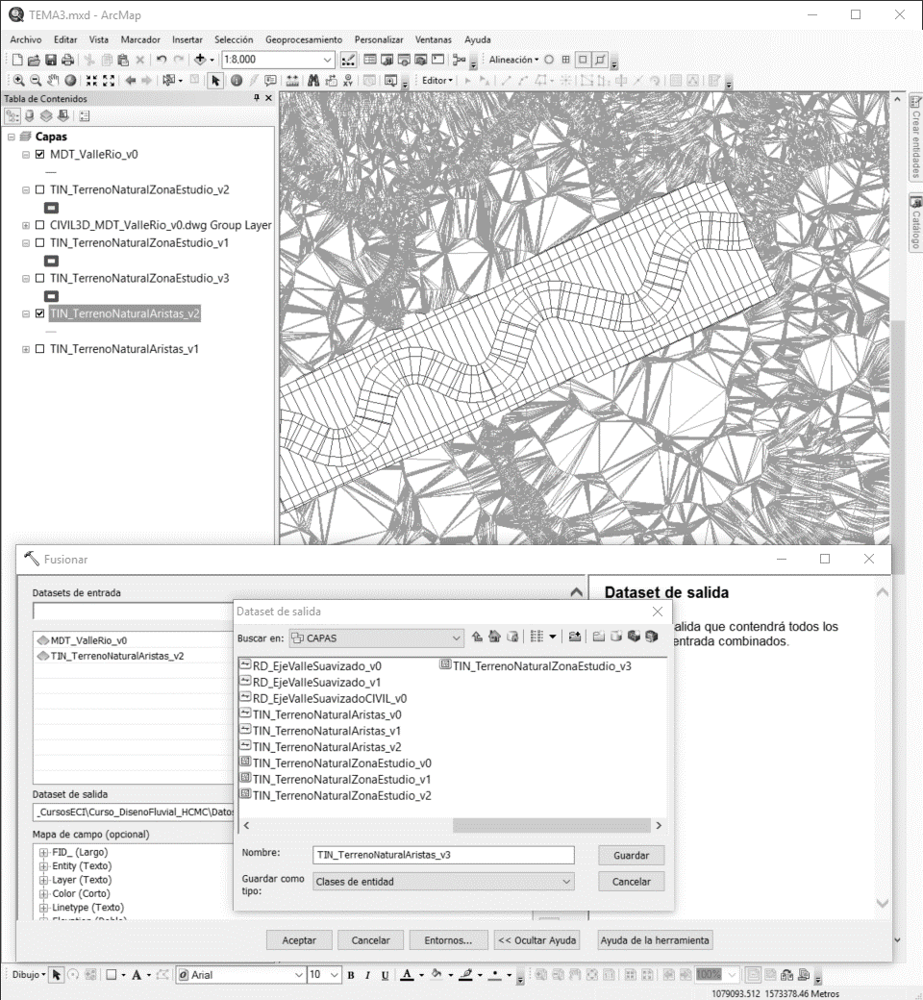 TEMA3.mxd - ArcMap
Archivo Editar Vista Marcador Insertar Selección Geoprocesamiento Personalizar Ventanas Ayuda
1:8,000 Alineación
Editor
Tabla de Contenidos
Capas
MDT_ValleRio_v0
TIN_TerrenoNaturalZonaEstudio_v2
CIVIL3D_MDT_ValleRio_v0.dwg Group Layer
TIN_TerrenoNaturalZonaEstudio_v1
TIN_TerrenoNaturalZonaEstudio_v3
TIN_TerrenoNaturalAristas_v2
TIN_TerrenoNaturalAristas_v1
Crear entidades
Catálogo
Fusionar
Datasets de entrada
MDT_ValleRio_v0
TIN_TerrenoNaturalAristas_v2
Dataset de salida
_CursosECI\Curso_DisenoFluvial_HCMC\Datos
Mapa de campo (opcional)
FID_ (Largo)
Entity (Texto)
Layer (Texto)
Color (Corto)
Linetype (Texto)
Elevation (Doble)
Dataset de salida
Buscar en: CAPAS
RD_EjeValleSuavizado_v0
RD_EjeValleSuavizado_v1
RD_EjeValleSuavizadoCIVIL_v0
TIN_TerrenoNaturalAristas_v0
TIN_TerrenoNaturalAristas_v1
TIN_TerrenoNaturalAristas_v2
TIN_TerrenoNaturalZonaEstudio_v0
TIN_TerrenoNaturalZonaEstudio_v1
TIN_TerrenoNaturalZonaEstudio_v2
TIN_TerrenoNaturalZonaEstudio_v3
Nombre: TIN_TerrenoNaturalAristas_v3 Guardar
Guardar como tipo: Clases de entidad Cancelar
Dataset de salida
alida que contendrá todos los
entrada combinados.
Aceptar Cancelar Entornos... << Ocultar Ayuda Ayuda de la herramienta
Dibujo A Arial 10 B I U A 100%
1079093.512 1573378.46 Metros